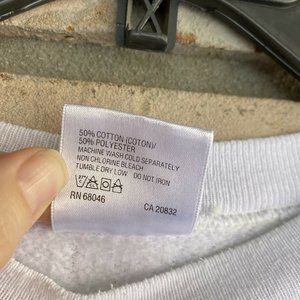 50% COTTON (COTON)/
50% POLYESTER
MACHINE WASH COLD SEPARATELY
NON CHLORINE BLEACH
TUMBLE DRY LOW DO NOT IRON
RN 68046 CA 20832